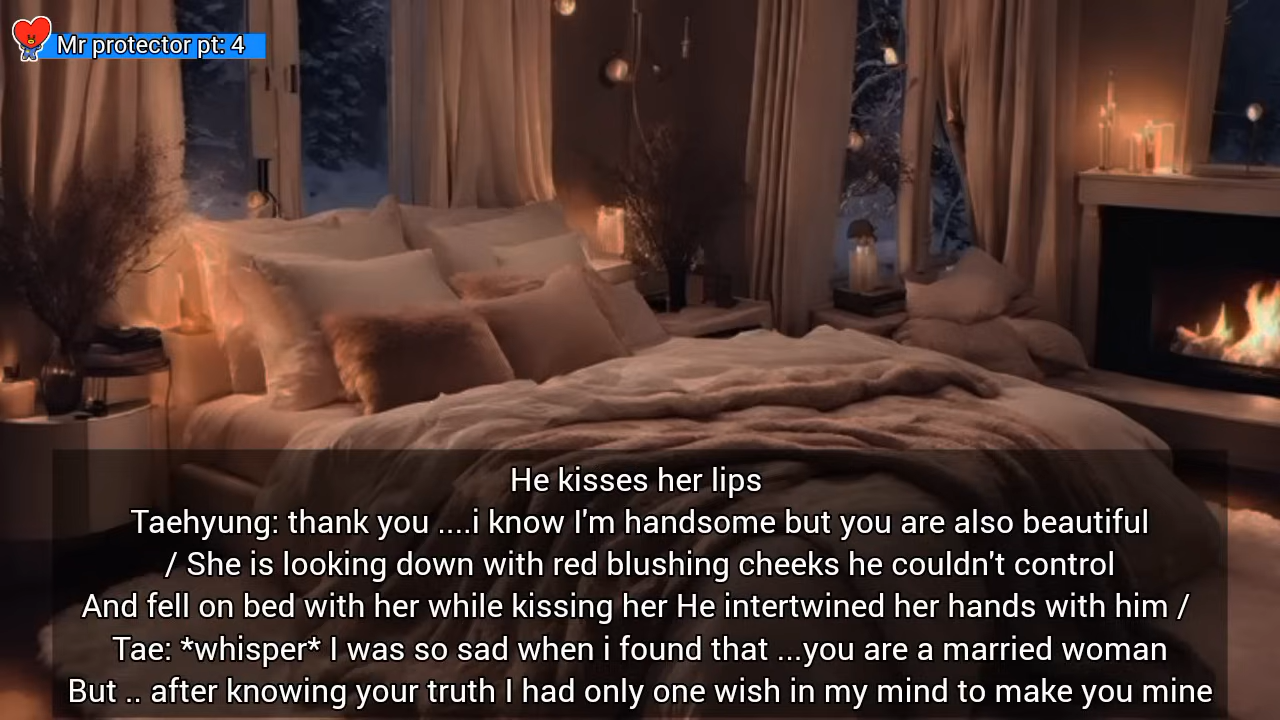 Mr protector pt: 4
He kisses her lips
Taehyung: thank you ....i know I'm handsome but you are also beautiful
/ She is looking down with red blushing cheeks he couldn't control
And fell on bed with her while kissing her He intertwined her hands with him /
Tae: *whisper* I was so sad when i found that ...you are a married woman
But .. after knowing your truth I had only one wish in my mind to make you mine